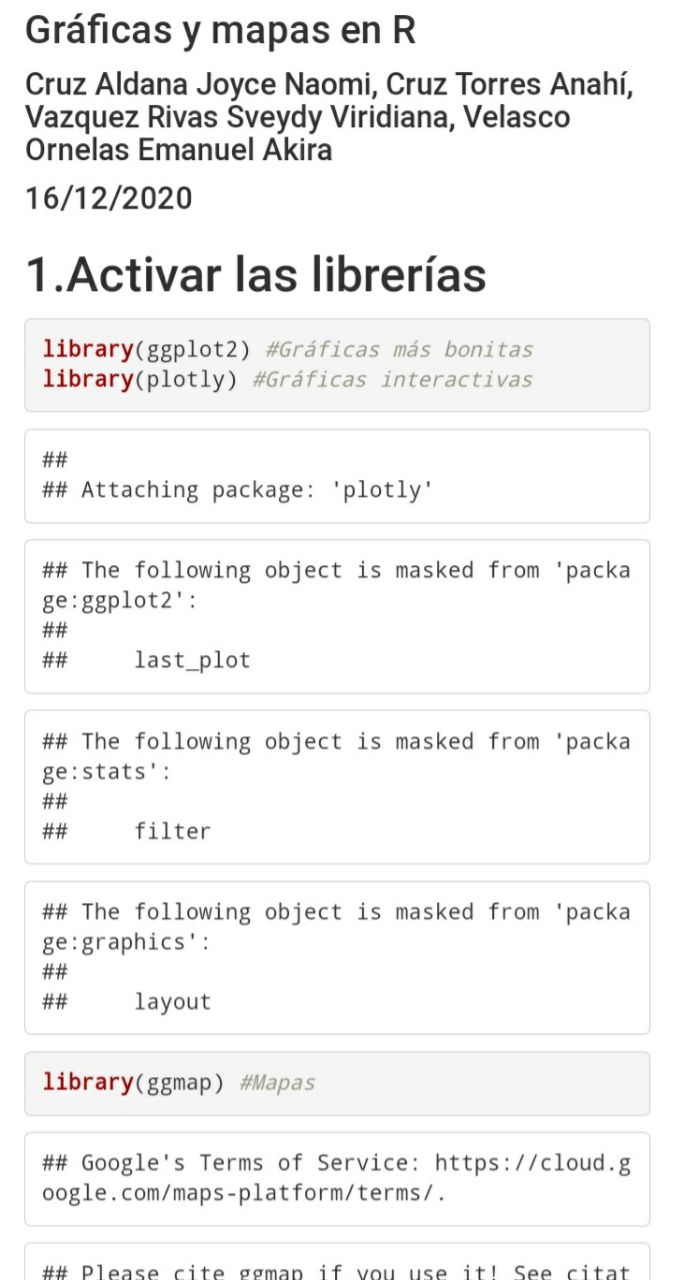 Gráficas y mapas en R
Cruz Aldana Joyce Naomi, Cruz Torres Anahí,
Vazquez Rivas Sveydy Viridiana, Velasco
Ornelas Emanuel Akira
16/12/2020
1.Activar las librerías
library(ggplot2) #Gráficas más bonitas
library(plotly) #Gráficas interactivas
##
## Attaching package: 'plotly'
## The following object is masked from 'packa
ge:ggplot2':
##
##     last_plot
## The following object is masked from 'packa
ge:stats':
##
##     filter
## The following object is masked from 'packa
ge:graphics':
##
##     layout
library(ggmap) #Mapas
## Google's Terms of Service: https://cloud.g
oogle.com/maps-platform/terms/.
## Please cite ggmap if you use it! See citat